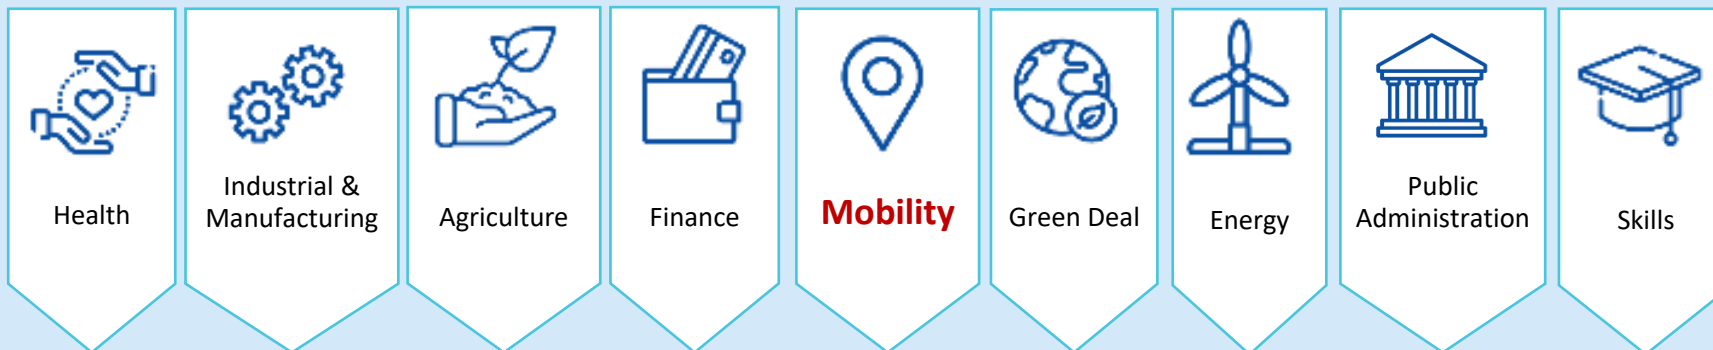 Health
Industrial &
Manufacturing
Agriculture
Finance
Mobility
Green Deal
Energy
Public
Administration
Skills